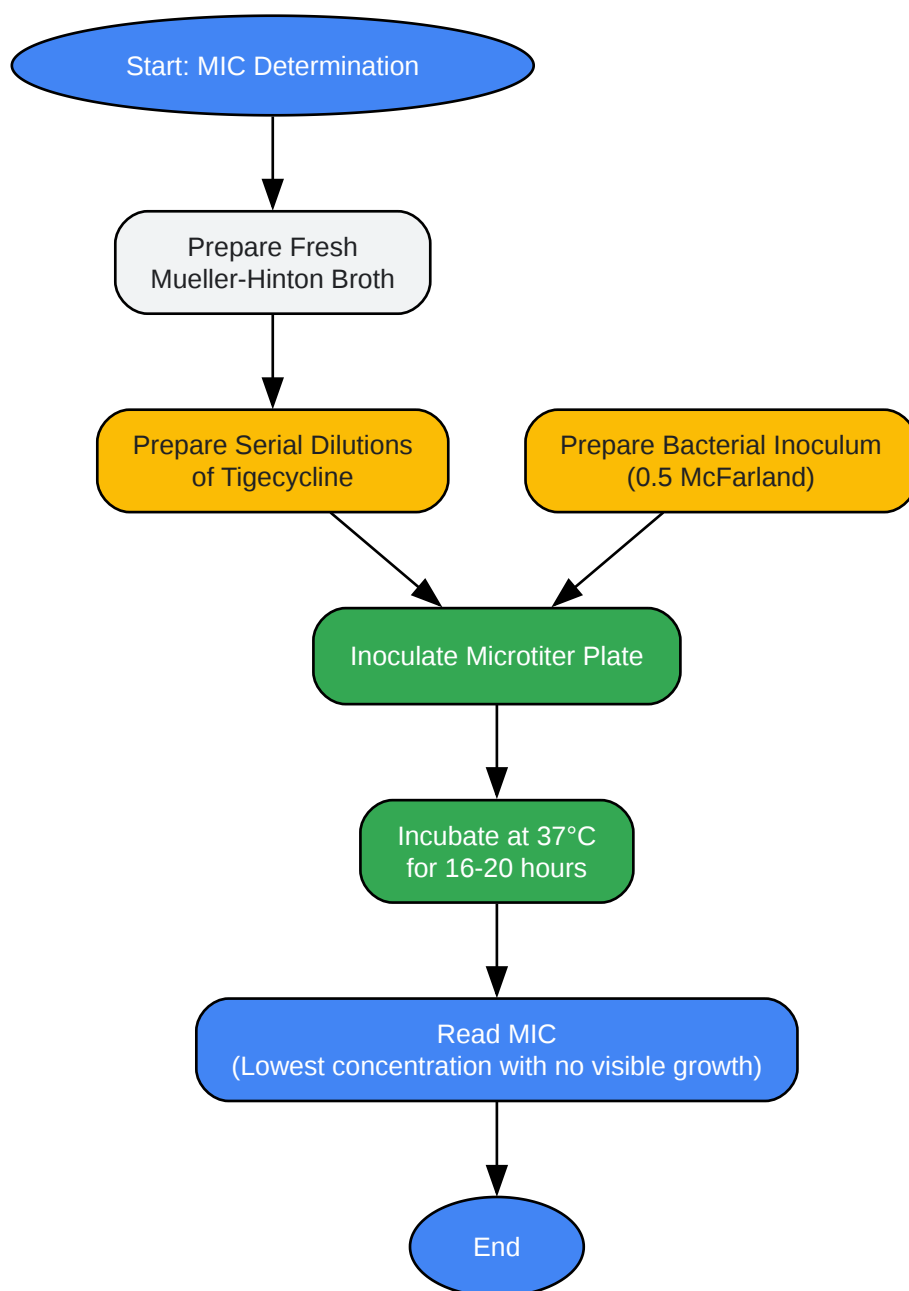 Start: MIC Determination
Prepare Fresh
Mueller-Hinton Broth
Prepare Serial Dilutions
of Tigecycline
Prepare Bacterial Inoculum
(0.5 McFarland)
Inoculate Microtiter Plate
Incubate at 37°C
for 16-20 hours
Read MIC
(Lowest concentration with no visible growth)
End